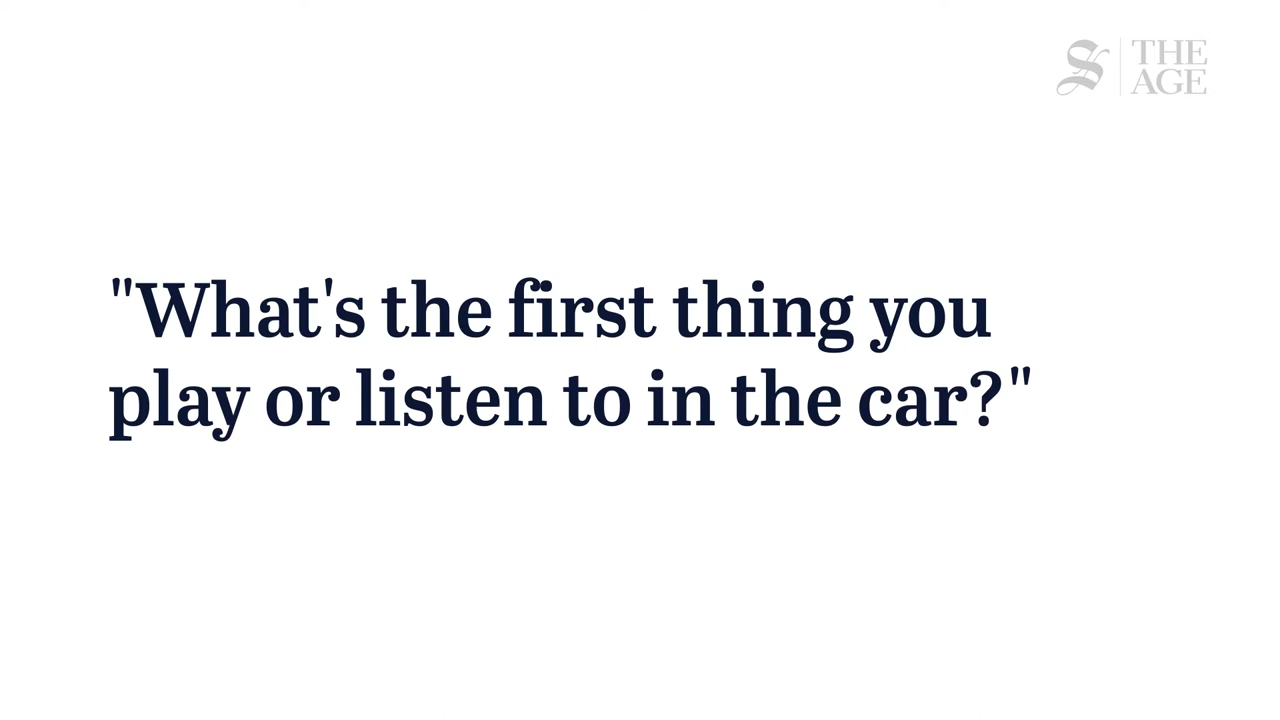 THE
AGE
"What's the first thing you
play or listen to in the car?"